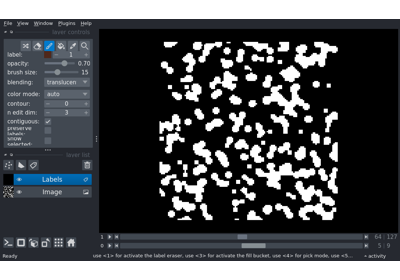 File View Window Plugins Help
layer controls
label: 1
opacity: 0.70
brush size: 15
blending: translucen
color mode: auto
contour: 0
n edit dim: 3
contiguous:
preserve labels:
show selected:
layer list
Labels
Image
1 64 127
0 5 9
Ready use <1> for activate the label eraser, use <3> for activate the fill bucket, use <4> for pick mode, use <5... activity